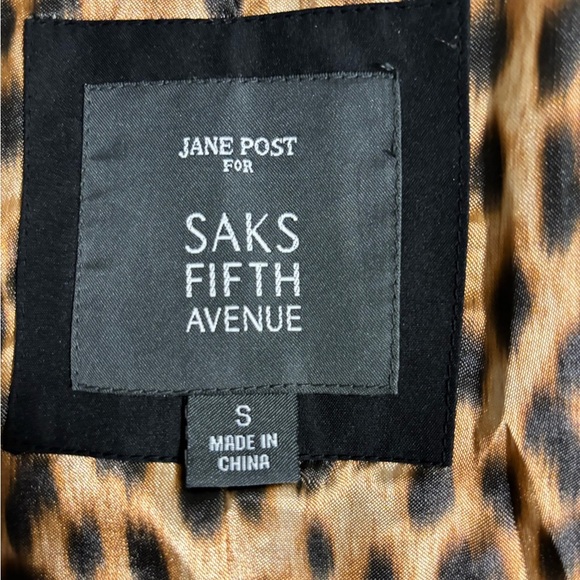 JANE POST
FOR
SAKS
FIFTH
AVENUE
S
MADE IN
CHINA